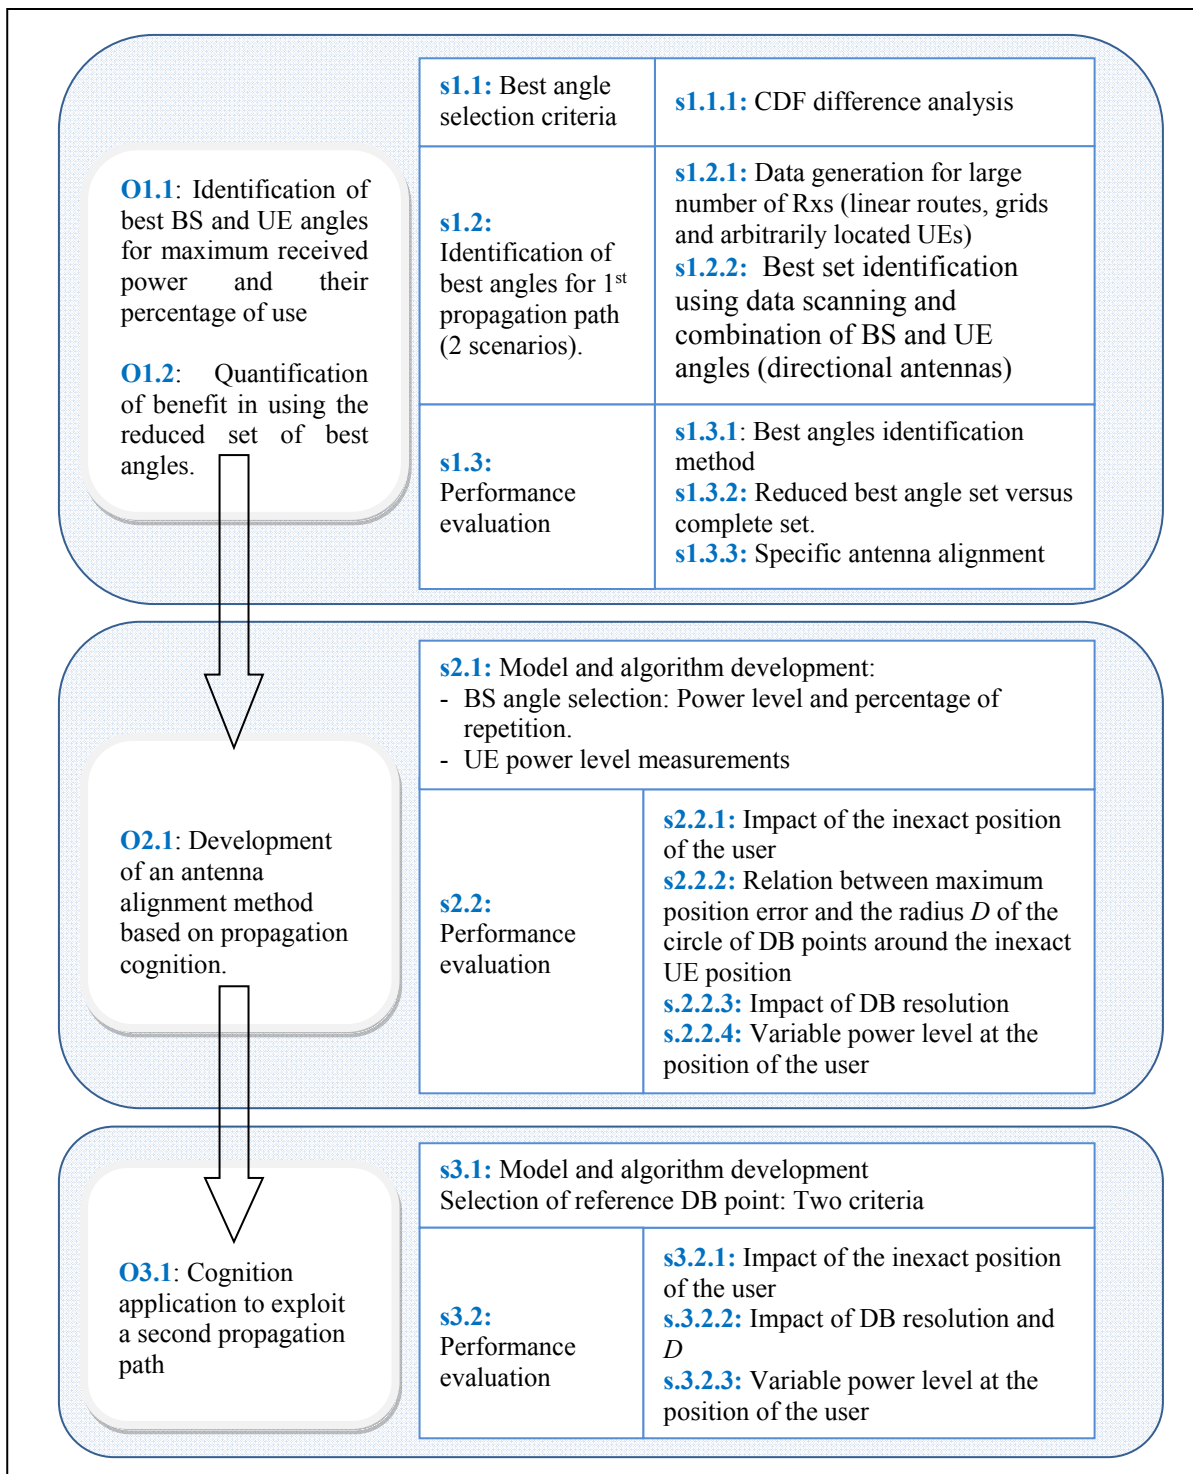 O1.1: Identification of
best BS and UE angles
for maximum received
power and their
percentage of use
O1.2: Quantification
of benefit in using the
reduced set of best
angles.
s1.1: Best angle
selection criteria
s1.1.1: CDF difference analysis
s1.2:
Identification of
best angles for 1st
propagation path
(2 scenarios).
s1.2.1: Data generation for large
number of Rxs (linear routes, grids
and arbitrarily located UEs)
s1.2.2: Best set identification
using data scanning and
combination of BS and UE
angles (directional antennas)
s1.3:
Performance
evaluation
s1.3.1: Best angles identification
method
s1.3.2: Reduced best angle set versus
complete set.
s1.3.3: Specific antenna alignment
O2.1: Development
of an antenna
alignment method
based on propagation
cognition.
s2.1: Model and algorithm development:
- BS angle selection: Power level and percentage of
repetition.
- UE power level measurements
s2.2:
Performance
evaluation
s2.2.1: Impact of the inexact position
of the user
s2.2.2: Relation between maximum
position error and the radius D of the
circle of DB points around the inexact
UE position
s.2.2.3: Impact of DB resolution
s.2.2.4: Variable power level at the
position of the user
O3.1: Cognition
application to exploit
a second propagation
path
s3.1: Model and algorithm development
Selection of reference DB point: Two criteria
s3.2:
Performance
evaluation
s3.2.1: Impact of the inexact position
of the user
s.3.2.2: Impact of DB resolution and
D
s.3.2.3: Variable power level at the
position of the user